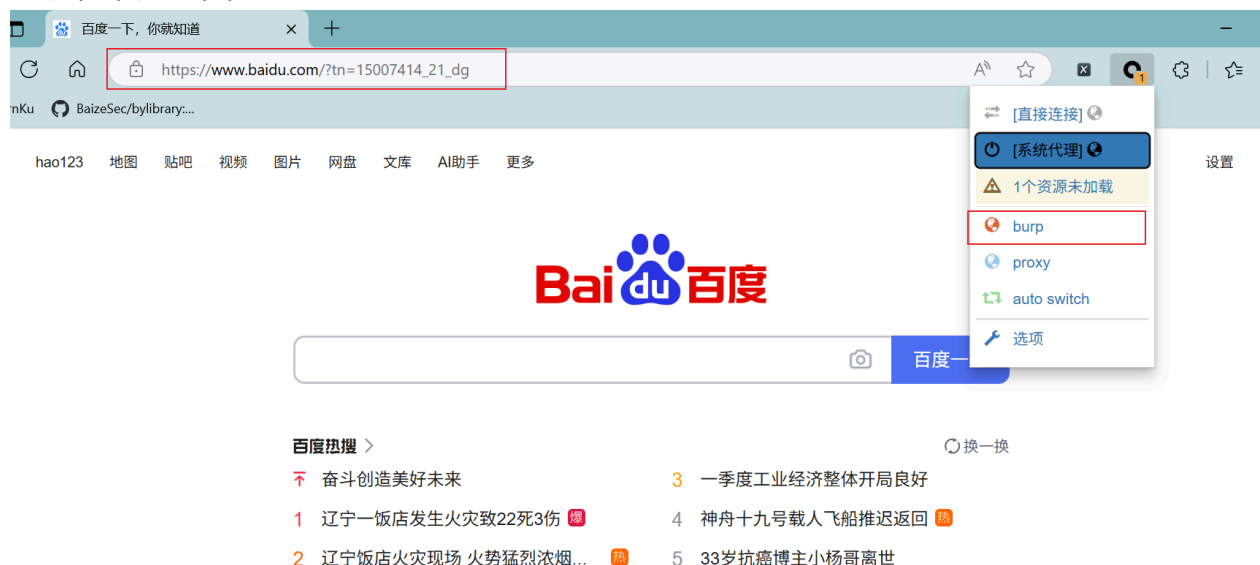 百度一下，你就知道
https://www.baidu.com/?tn=15007414_21_dg
rnKu BaizeSec/bylibrary:...
hao123 地图 贴吧 视频 图片 网盘 文库 AI助手 更多 设置
[直接连接]
[系统代理]
1个资源未加载
burp
proxy
auto switch
选项
Bai du 百度
百度一
百度热搜 换一换
奋斗创造美好未来
1 辽宁一饭店发生火灾致22死3伤 爆
2 辽宁饭店火灾现场 火势猛烈浓烟... 热
3 一季度工业经济整体开局良好
4 神舟十九号载人飞船推迟返回 热
5 33岁抗癌博主小杨哥离世